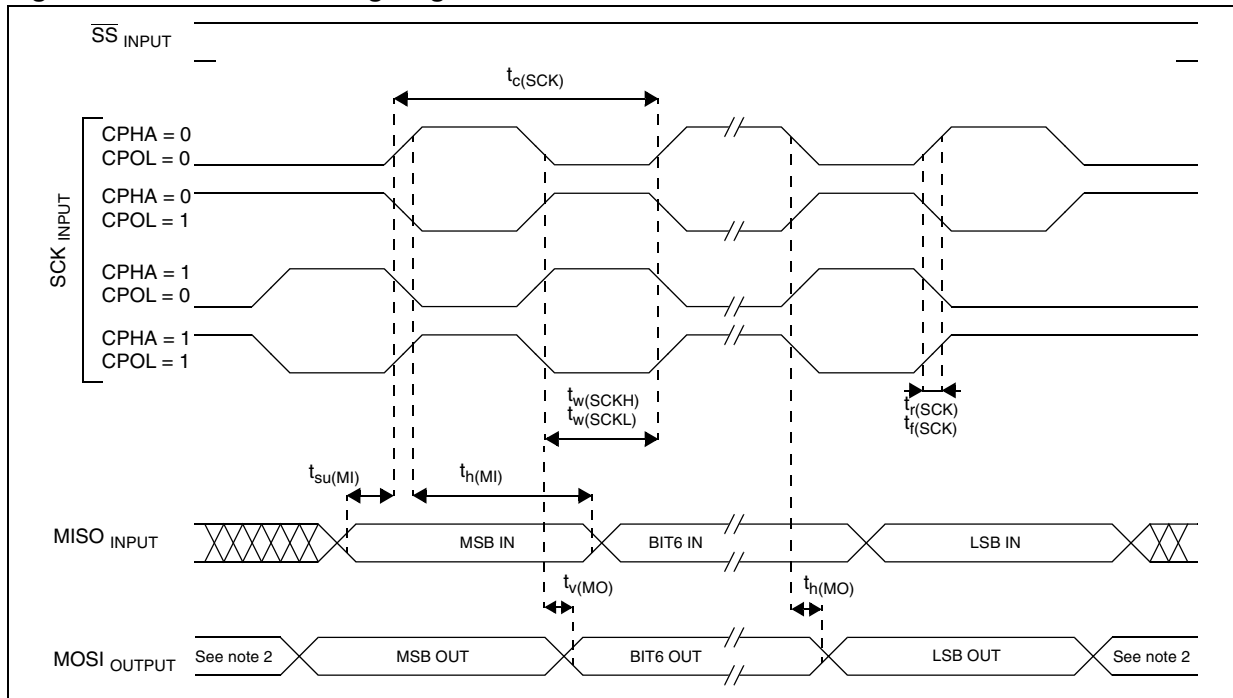 SS INPUT
tc(SCK)
SCK INPUT
CPHA = 0
CPOL = 0
CPHA = 0
CPOL = 1
CPHA = 1
CPOL = 0
CPHA = 1
CPOL = 1
tw(SCKH)
tw(SCKL)
tr(SCK)
tf(SCK)
tsu(MI)
th(MI)
MISO INPUT
MSB IN
BIT6 IN
LSB IN
tv(MO)
th(MO)
MOSI OUTPUT
See note 2
MSB OUT
BIT6 OUT
LSB OUT
See note 2